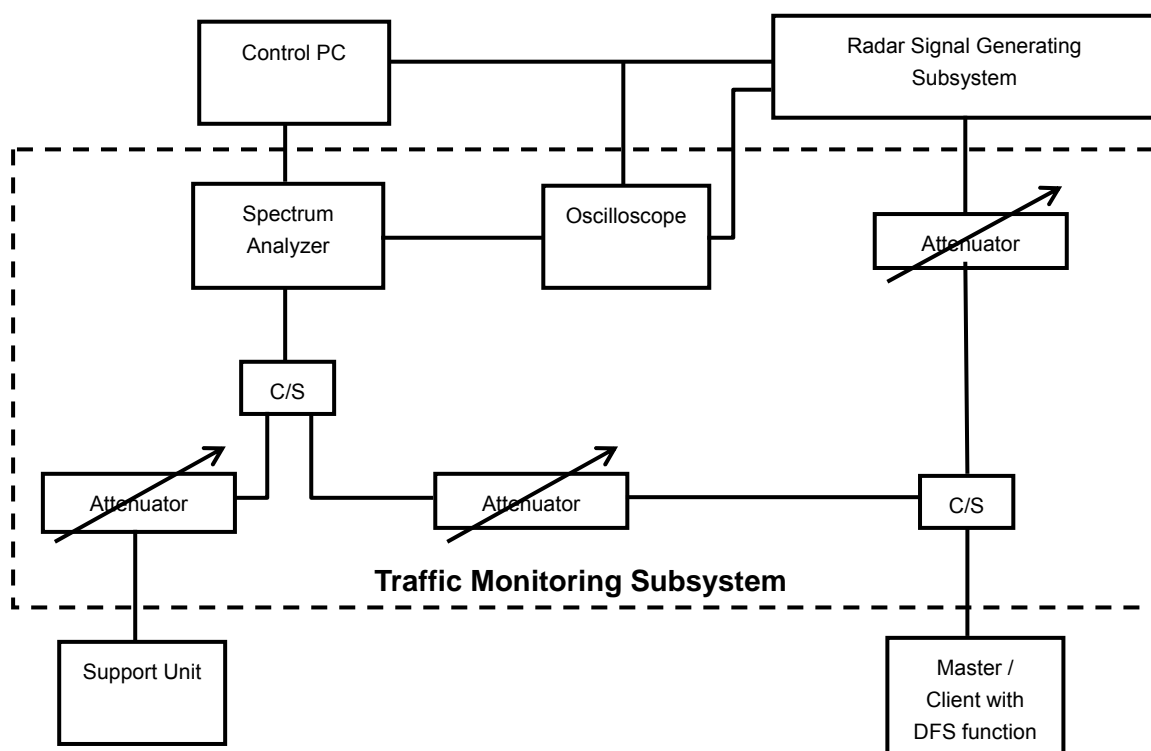 Control PC
Radar Signal Generating
Subsystem
Spectrum
Analyzer
Oscilloscope
Attenuator
C/S
Attenuator
Attenuator
C/S
Traffic Monitoring Subsystem
Support Unit
Master /
Client with
DFS function